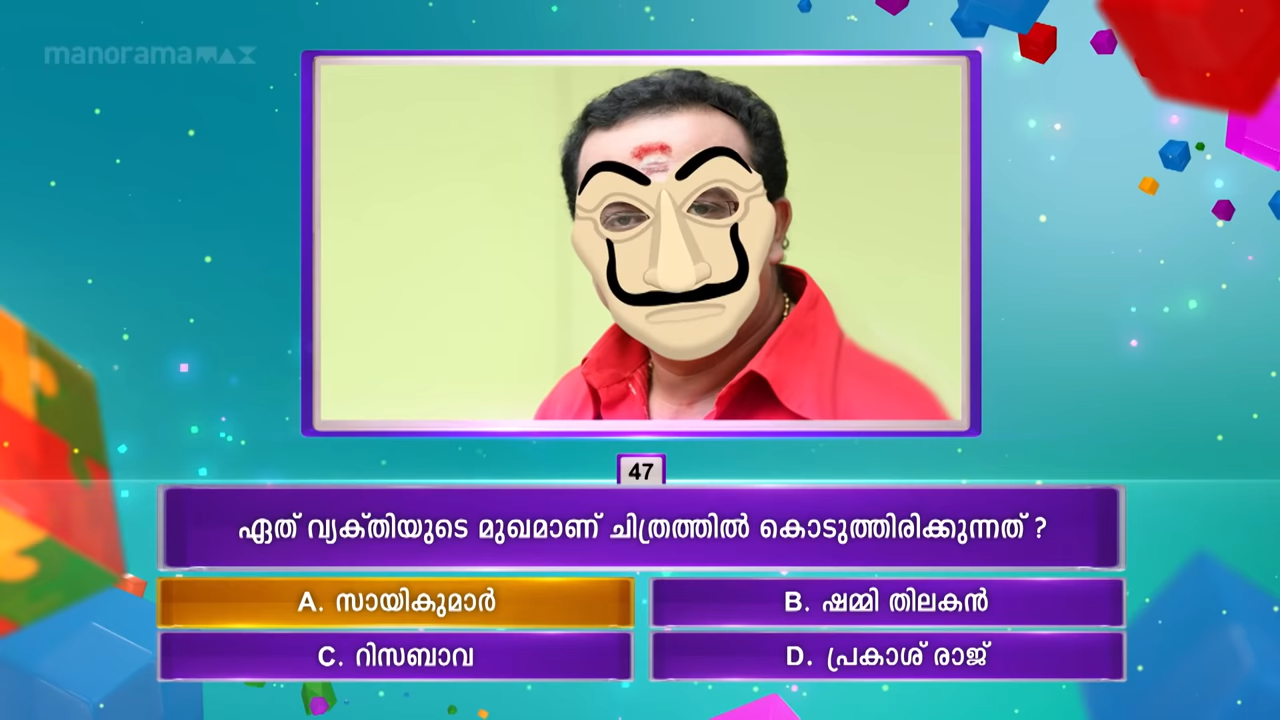 manoramaMAX
47
ഏത് വ്യക്തിയുടെ മുഖമാണ് ചിത്രത്തിൽ കൊടുത്തിരിക്കുന്നത് ?
A. സായികുമാർ
B. ഷമ്മി തിലകൻ
C. റിസബാവ
D. പ്രകാശ് രാജ്